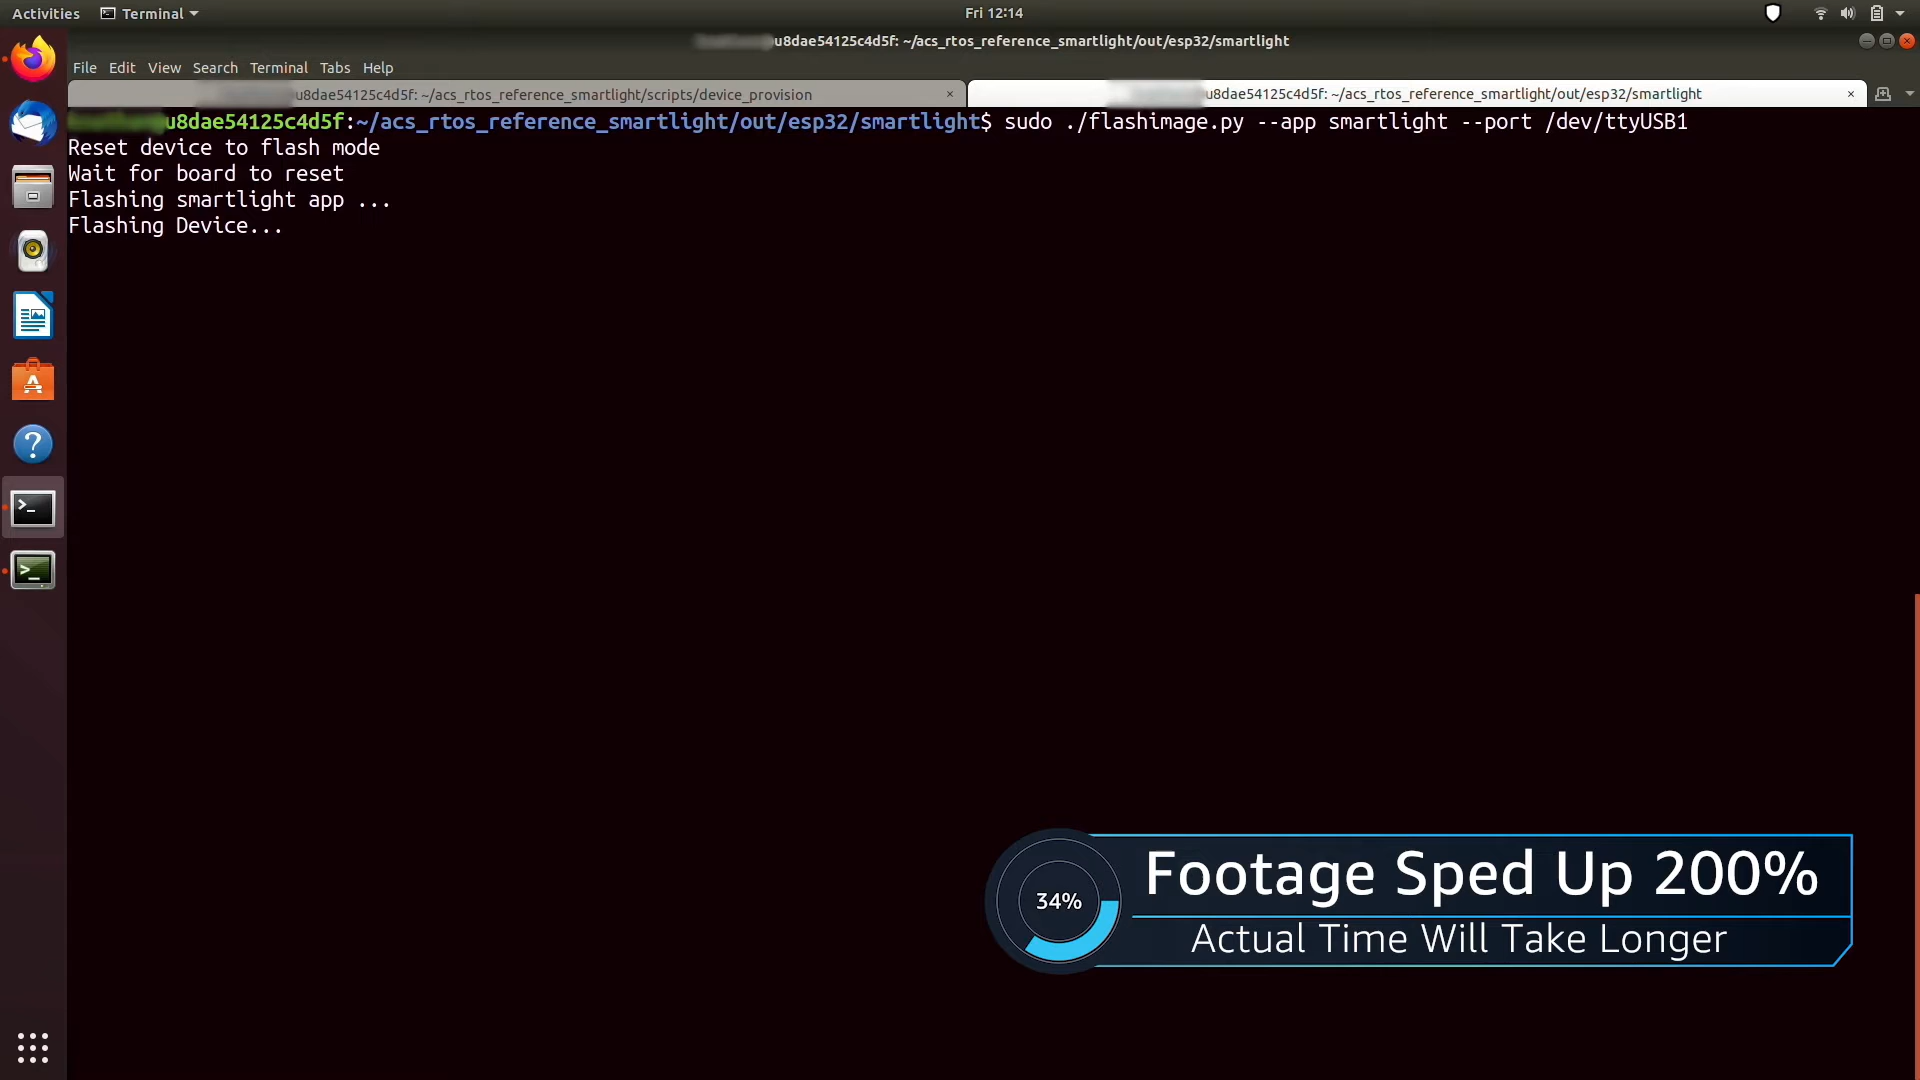 Activities Terminal Fri 12:14
u8dae54125c4d5f: ~/acs_rtos_reference_smartlight/out/esp32/smartlight
File Edit View Search Terminal Tabs Help
u8dae54125c4d5f: ~/acs_rtos_reference_smartlight/scripts/device_provision × u8dae54125c4d5f: ~/acs_rtos_reference_smartlight/out/esp32/smartlight ×
u8dae54125c4d5f:~/acs_rtos_reference_smartlight/out/esp32/smartlight$ sudo ./flashimage.py --app smartlight --port /dev/ttyUSB1
Reset device to flash mode
Wait for board to reset
Flashing smartlight app ...
Flashing Device...
34%
Footage Sped Up 200%
Actual Time Will Take Longer